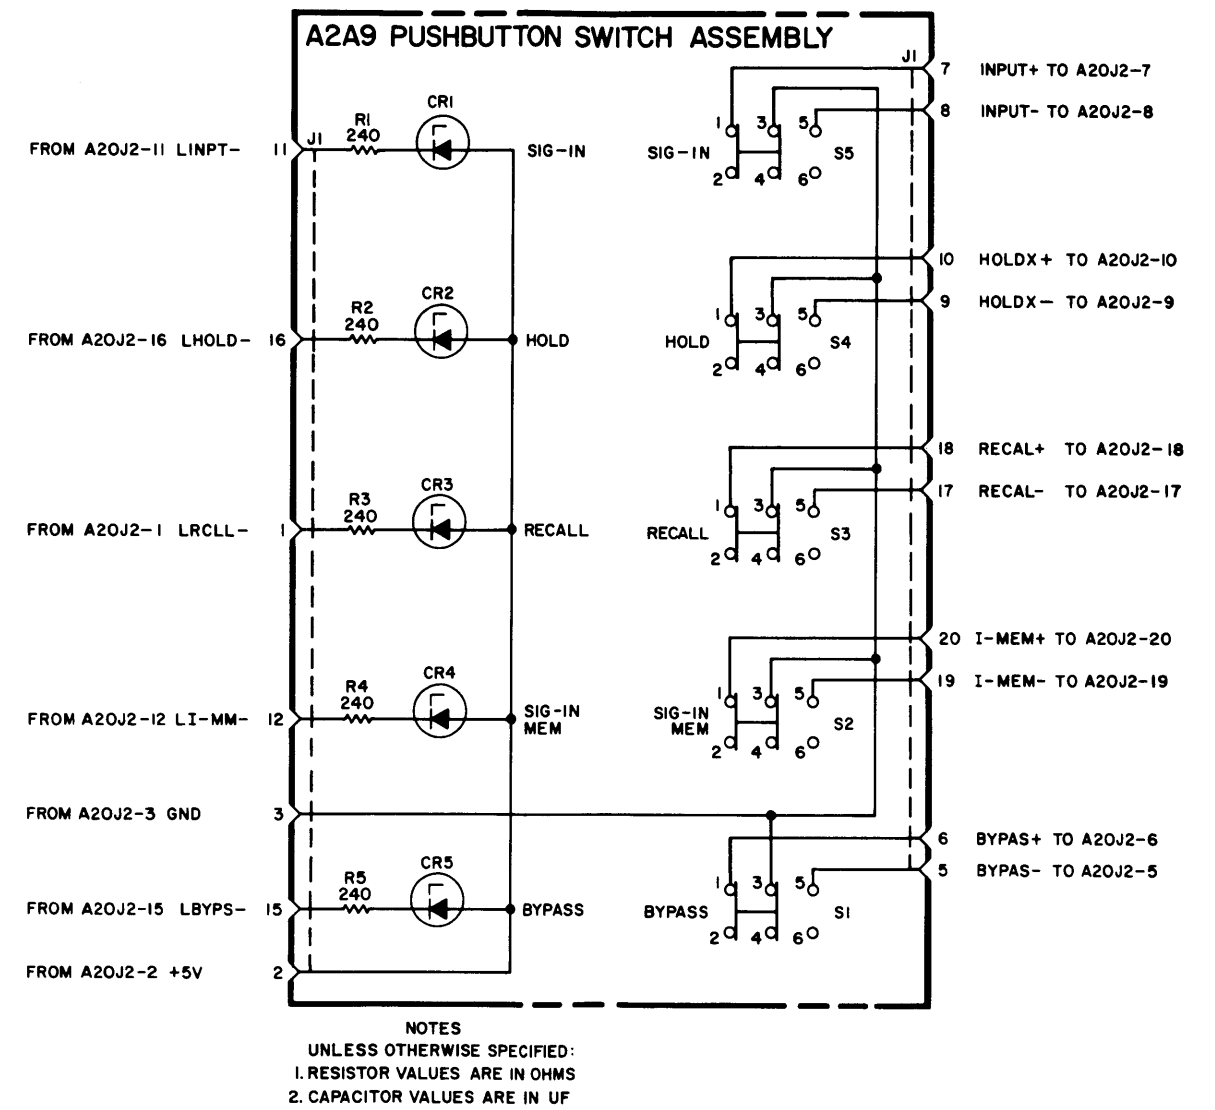 A2A9 PUSHBUTTON SWITCH ASSEMBLY
J1
7 INPUT+ TO A20J2-7
8 INPUT- TO A20J2-8
CR1
R1
240
FROM A20J2-11 LINPT- 11
J1
SIG-IN
SIG-IN
1 3 5
2 4 6
S5
10 HOLDX+ TO A20J2-10
9 HOLDX- TO A20J2-9
CR2
R2
240
FROM A20J2-16 LHOLD- 16
HOLD
HOLD
1 3 5
2 4 6
S4
18 RECAL+ TO A20J2-18
17 RECAL- TO A20J2-17
CR3
R3
240
FROM A20J2-1 LRCLL- 1
RECALL
RECALL
1 3 5
2 4 6
S3
20 I-MEM+ TO A20J2-20
19 I-MEM- TO A20J2-19
CR4
R4
240
FROM A20J2-12 LI-MM- 12
SIG-IN
MEM
SIG-IN
MEM
1 3 5
2 4 6
S2
FROM A20J2-3 GND 3
6 BYPAS+ TO A20J2-6
5 BYPAS- TO A20J2-5
CR5
R5
240
FROM A20J2-15 LBYPS- 15
BYPASS
BYPASS
1 3 5
2 4 6
S1
FROM A20J2-2 +5V 2
NOTES
UNLESS OTHERWISE SPECIFIED:
1. RESISTOR VALUES ARE IN OHMS
2. CAPACITOR VALUES ARE IN UF